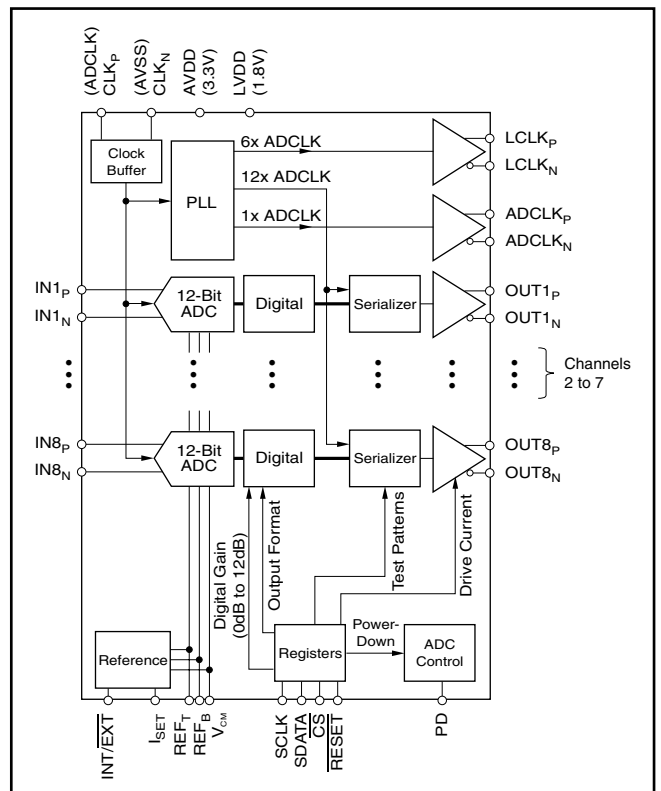 (ADCLK)
CLKP
(AVSS)
CLKN
AVDD
(3.3V)
LVDD
(1.8V)
Clock
Buffer
PLL
6x ADCLK
12x ADCLK
1x ADCLK
LCLKP
LCLKN
ADCLKP
ADCLKN
IN1P
IN1N
12-Bit
ADC
Digital
Serializer
OUT1P
OUT1N
Channels
2 to 7
IN8P
IN8N
12-Bit
ADC
Digital
Serializer
OUT8P
OUT8N
Digital Gain
(0dB to 12dB)
Output Format
Test Patterns
Drive Current
Reference
Registers
Power-
Down
ADC
Control
INT/EXT
ISET
REFT
REFB
VCM
SCLK
SDATA
CS
RESET
PD